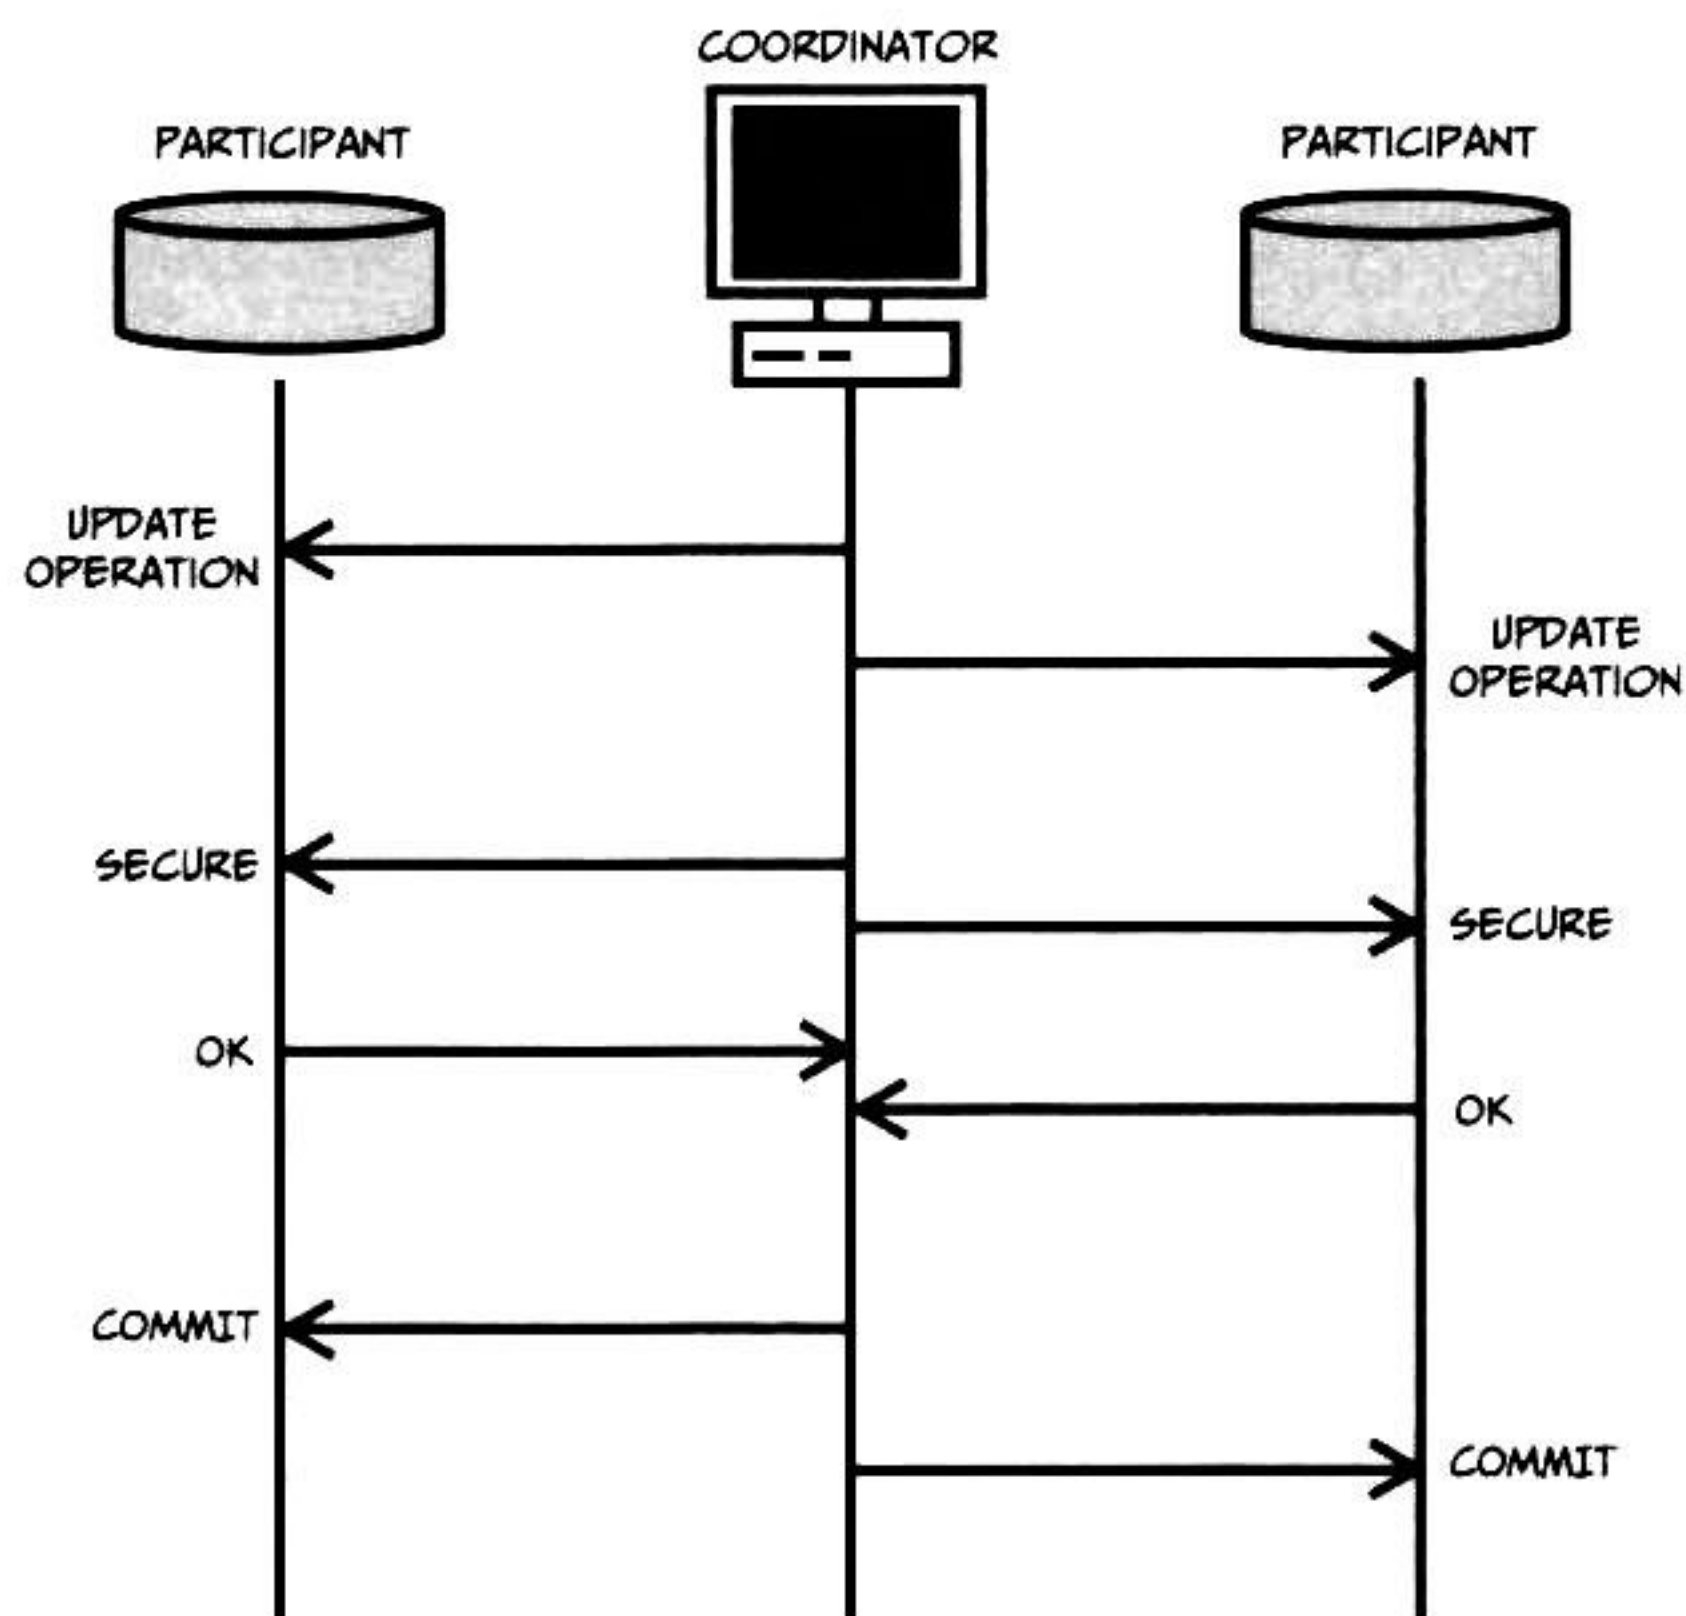 COORDINATOR
PARTICIPANT
PARTICIPANT
UPDATE
OPERATION
UPDATE
OPERATION
SECURE
SECURE
OK
OK
COMMIT
COMMIT